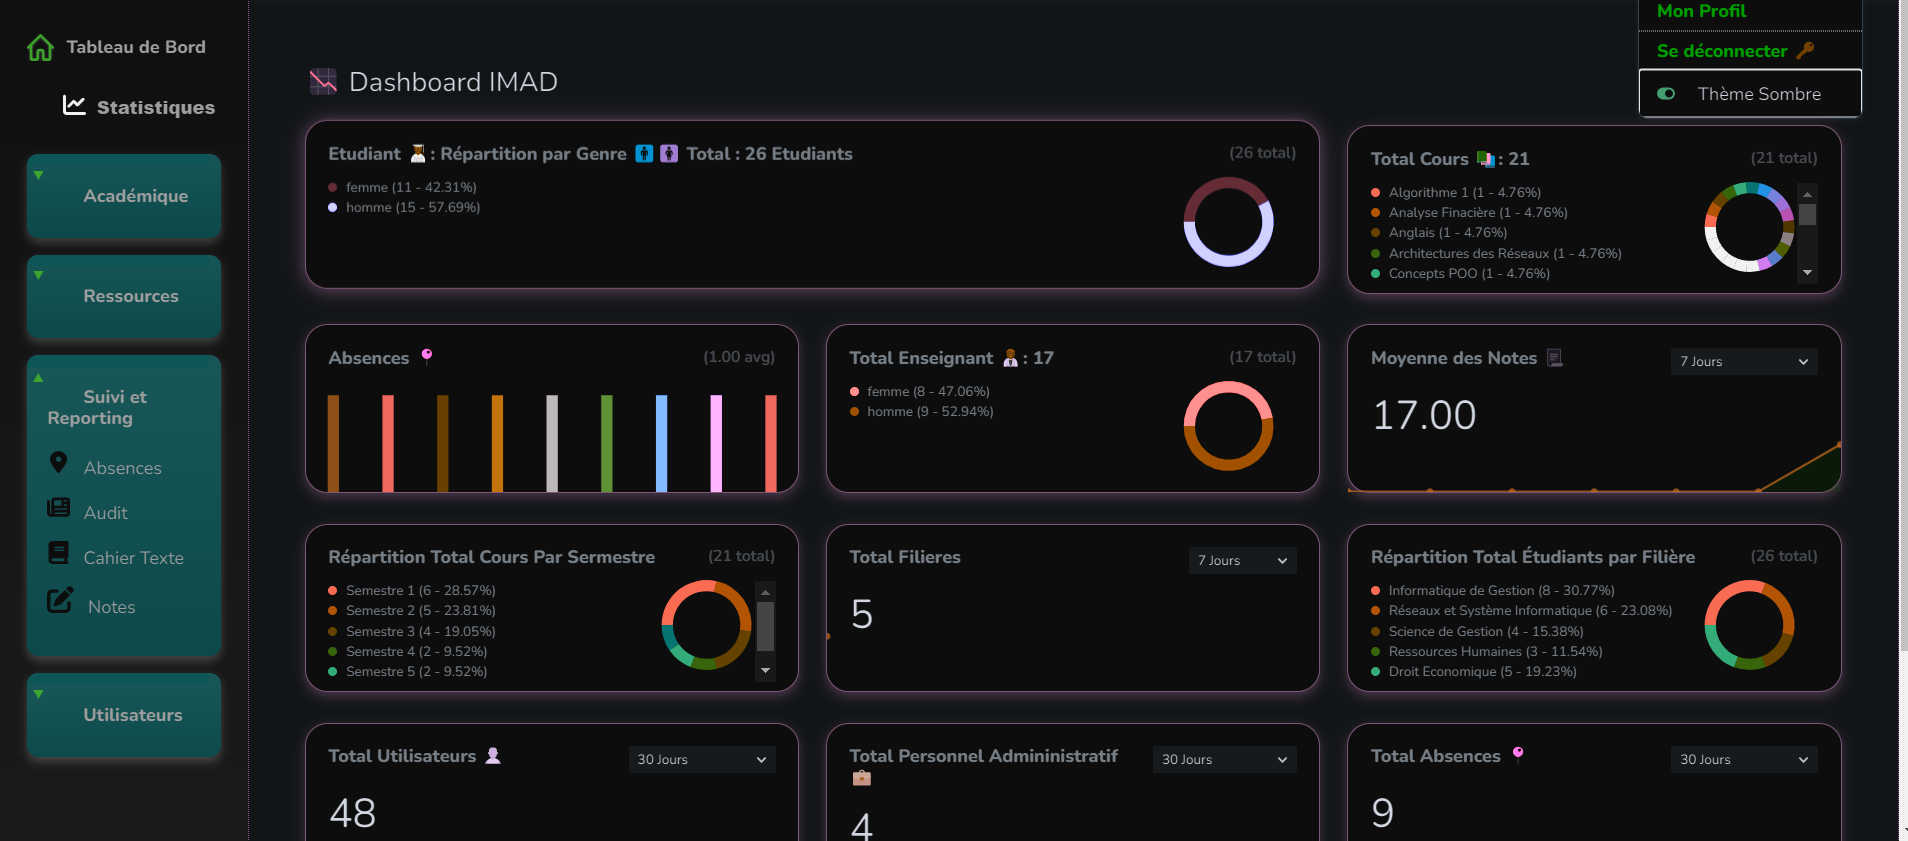 Tableau de Bord
Statistiques
Académique
Ressources
Suivi et
Reporting
Absences
Audit
Cahier Texte
Notes
Utilisateurs
Mon Profil
Se déconnecter
Thème Sombre
Dashboard IMAD
Etudiant : Répartition par Genre Total : 26 Etudiants
(26 total)
femme (11 - 42.31%)
homme (15 - 57.69%)
Total Cours : 21
(21 total)
Algorithme 1 (1 - 4.76%)
Analyse Finacière (1 - 4.76%)
Anglais (1 - 4.76%)
Architectures des Réseaux (1 - 4.76%)
Concepts POO (1 - 4.76%)
Absences
(1.00 avg)
Total Enseignant : 17
(17 total)
femme (8 - 47.06%)
homme (9 - 52.94%)
Moyenne des Notes
7 Jours
17.00
Répartition Total Cours Par Sermestre
(21 total)
Semestre 1 (6 - 28.57%)
Semestre 2 (5 - 23.81%)
Semestre 3 (4 - 19.05%)
Semestre 4 (2 - 9.52%)
Semestre 5 (2 - 9.52%)
Total Filieres
7 Jours
5
Répartition Total Étudiants par Filière
(26 total)
Informatique de Gestion (8 - 30.77%)
Réseaux et Système Informatique (6 - 23.08%)
Science de Gestion (4 - 15.38%)
Ressources Humaines (3 - 11.54%)
Droit Economique (5 - 19.23%)
Total Utilisateurs
30 Jours
48
Total Personnel Admininistratif
30 Jours
4
Total Absences
30 Jours
9